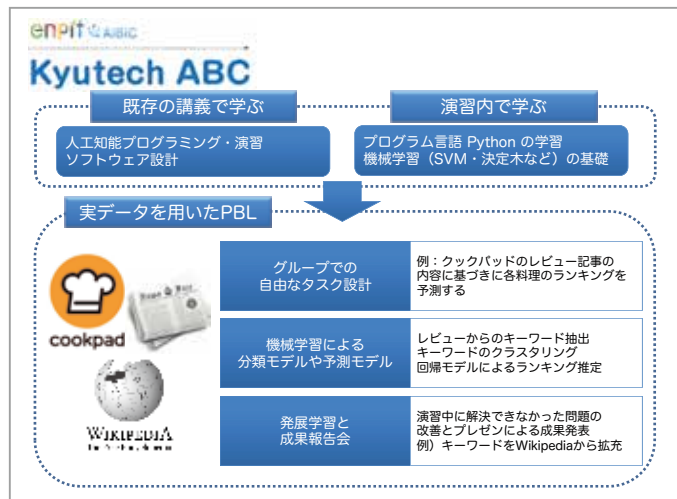 enpit AiBiC
Kyutech ABC
既存の講義で学ぶ
人工知能プログラミング・演習
ソフトウェア設計
演習内で学ぶ
プログラム言語 Python の学習
機械学習（SVM・決定木など）の基礎
実データを用いたPBL
cookpad
WIKIPEDIA
グループでの
自由なタスク設計
例：クックパッドのレビュー記事の
内容に基づきに各料理のランキングを
予測する
機械学習による
分類モデルや予測モデル
レビューからのキーワード抽出
キーワードのクラスタリング
回帰モデルによるランキング推定
発展学習と
成果報告会
演習中に解決できなかった問題の
改善とプレゼンによる成果発表
例）キーワードをWikipediaから拡充